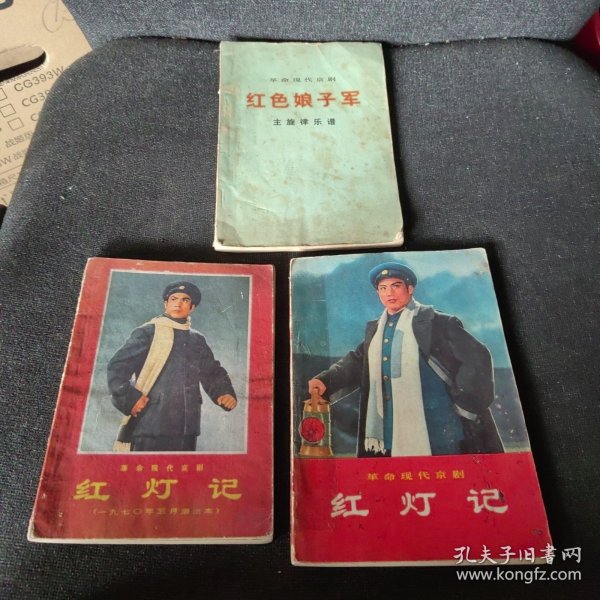 CG393W
CG
革命现代京剧
红色娘子军
主旋律乐谱
革命现代京剧
红灯记
(一九七〇年五月演出本)
革命现代京剧
红灯记
孔夫子旧书网
www.kongfz.com